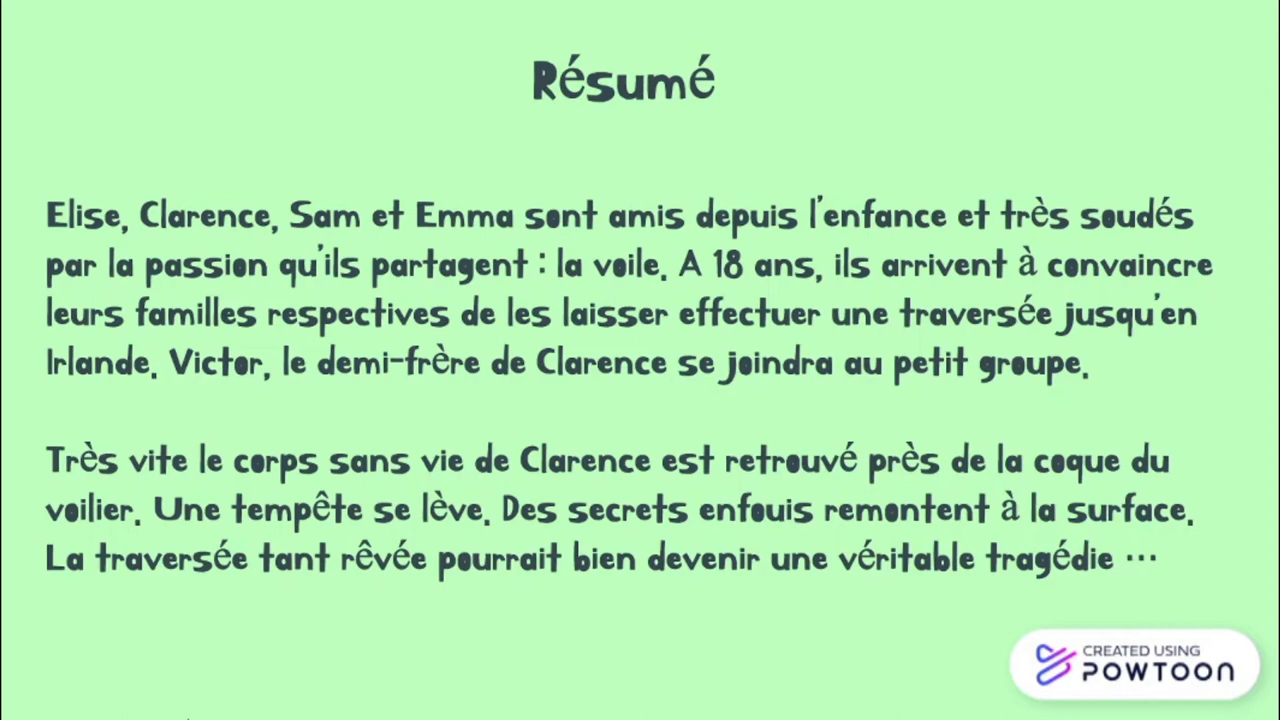 Résumé
Elise, Clarence, Sam et Emma sont amis depuis l'enfance et très soudés
par la passion qu'ils partagent : la voile. A 18 ans, ils arrivent à convaincre
leurs familles respectives de les laisser effectuer une traversée jusqu'en
Irlande. Victor, le demi-frère de Clarence se joindra au petit groupe.
Très vite le corps sans vie de Clarence est retrouvé près de la coque du
voilier. Une tempête se lève. Des secrets enfouis remontent à la surface.
La traversée tant rêvée pourrait bien devenir une véritable tragédie ...
CREATED USING
POWTOON